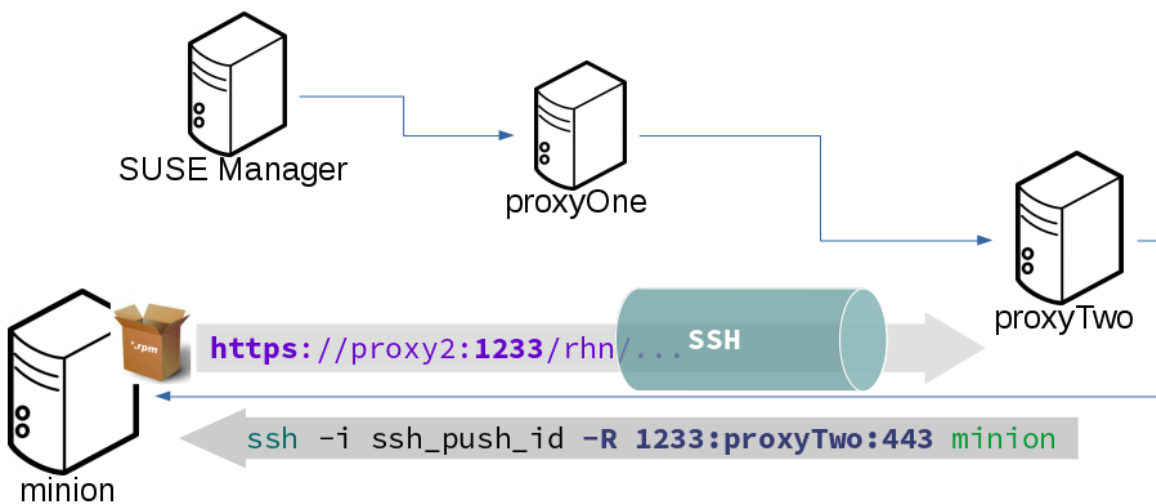 SUSE Manager
proxyOne
proxyTwo
*.rpm
https://proxy2:1233/rhn/...
SSH
ssh -i ssh_push_id -R 1233:proxyTwo:443 minion
minion